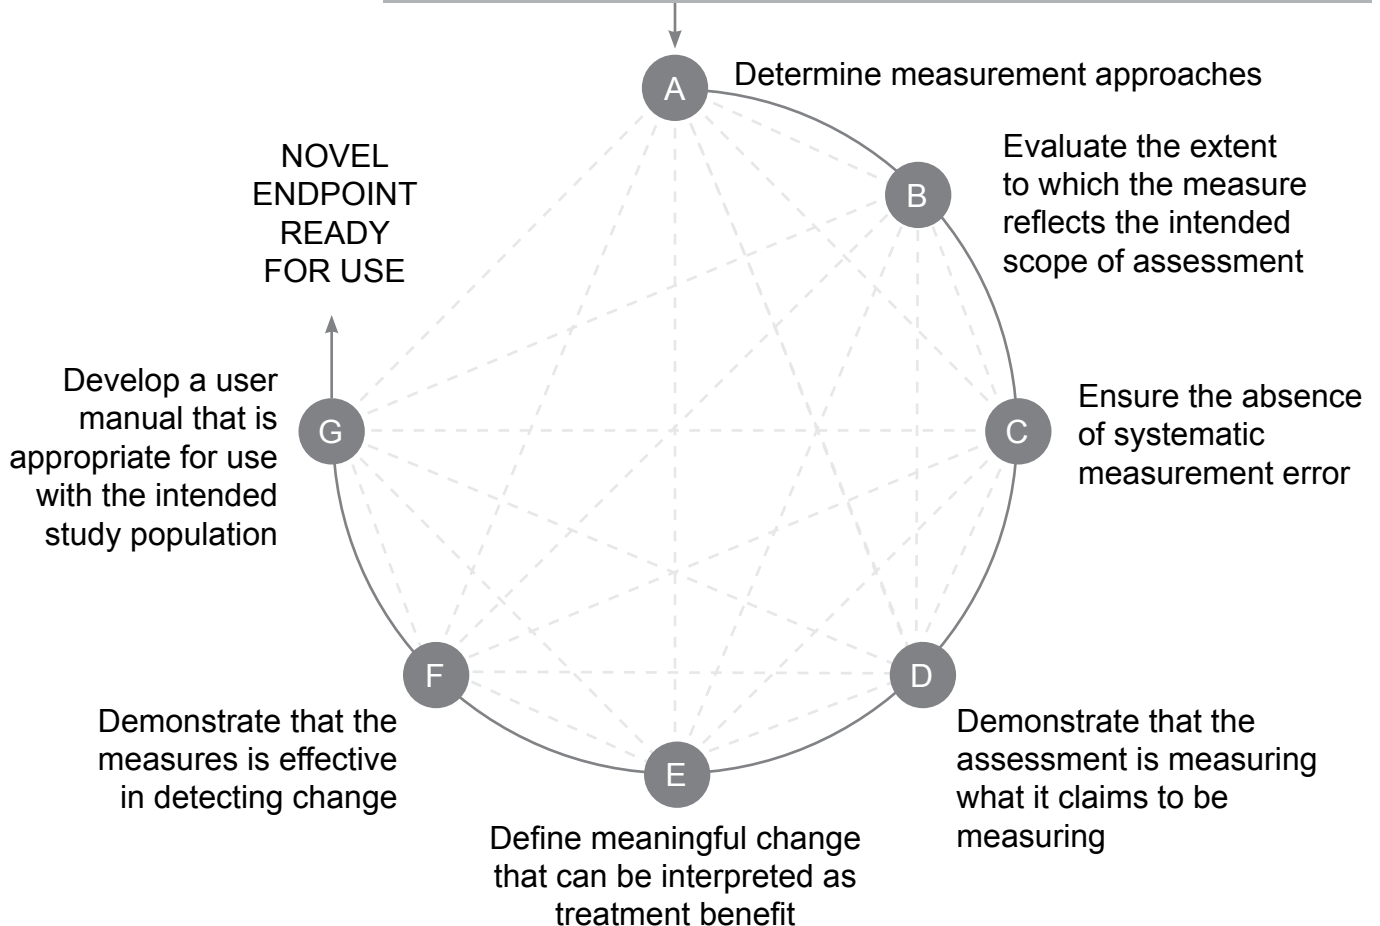 A
Determine measurement approaches
B
Evaluate the extent
to which the measure
reflects the intended
scope of assessment
C
Ensure the absence
of systematic
measurement error
D
Demonstrate that the
assessment is measuring
what it claims to be
measuring
E
Define meaningful change
that can be interpreted as
treatment benefit
F
Demonstrate that the
measures is effective
in detecting change
G
Develop a user
manual that is
appropriate for use
with the intended
study population
NOVEL
ENDPOINT
READY
FOR USE